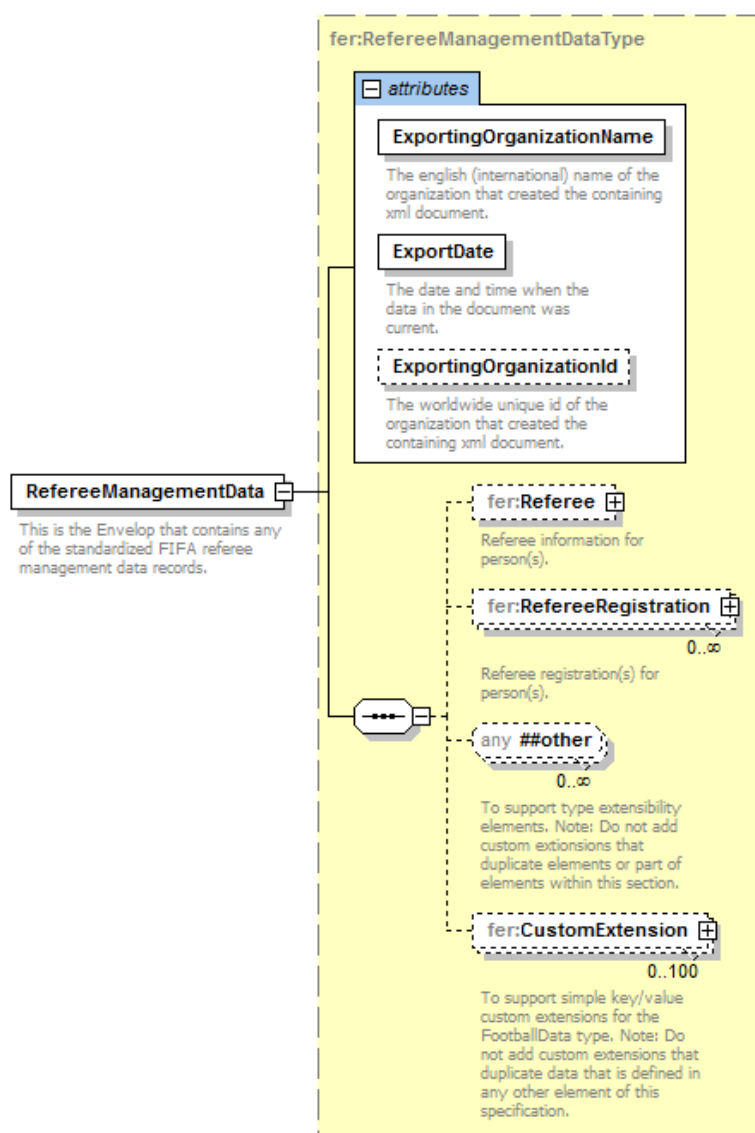 fer:RefereeManagementDataType
attributes
ExportingOrganizationName
The english (international) name of the
organization that created the containing
xml document.
ExportDate
The date and time when the
data in the document was
current.
ExportingOrganizationId
The worldwide unique id of the
organization that created the
containing xml document.
RefereeManagementData
This is the Envelop that contains any
of the standardized FIFA referee
management data records.
fer:Referee
Referee information for
person(s).
fer:RefereeRegistration
0..∞
Referee registration(s) for
person(s).
any ##other
0..∞
To support type extensibility
elements. Note: Do not add
custom extionsions that
duplicate elements or part of
elements within this section.
fer:CustomExtension
0..100
To support simple key/value
custom extensions for the
FootballData type. Note: Do
not add custom extensions that
duplicate data that is defined in
any other element of this
specification.